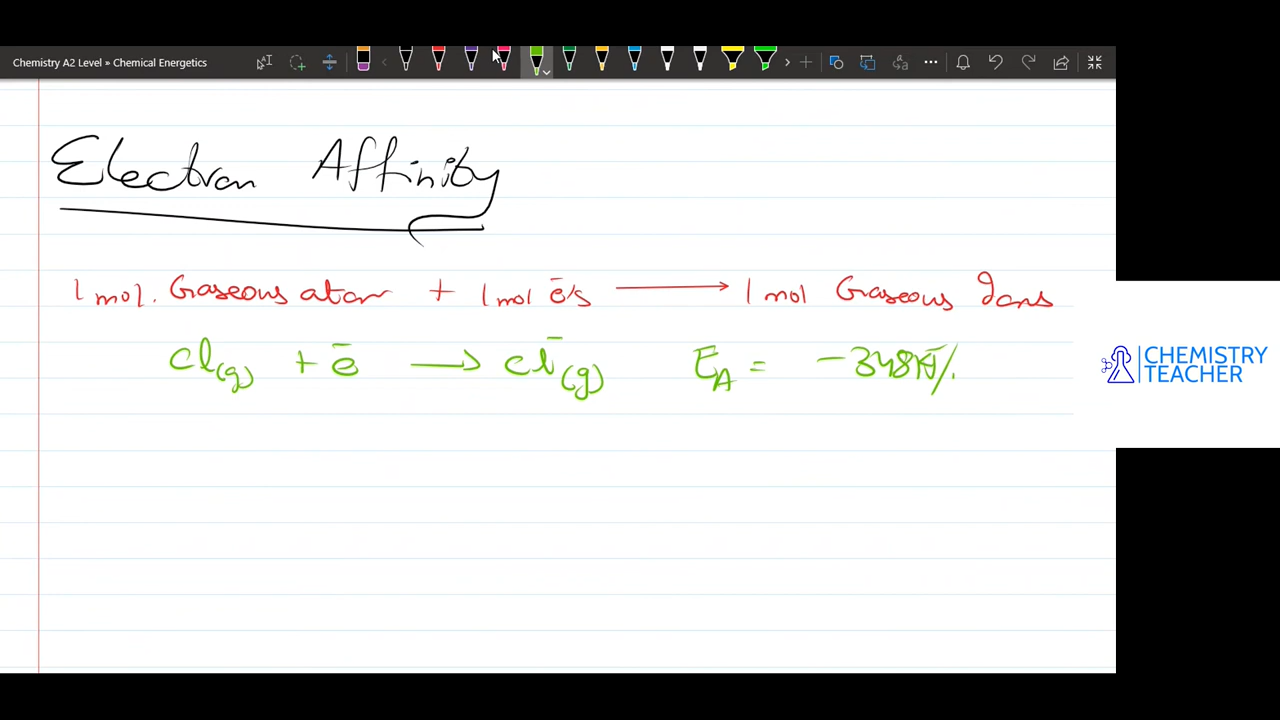 Chemistry A2 Level » Chemical Energetics
Electron Affinity
1 mol. Gaseous atom + 1 mol ē's ⟶ 1 mol Gaseous Ions
Cl(g) + ē ⟶ Cl⁻(g) E_A = -348 KJ/.
CHEMISTRY
TEACHER